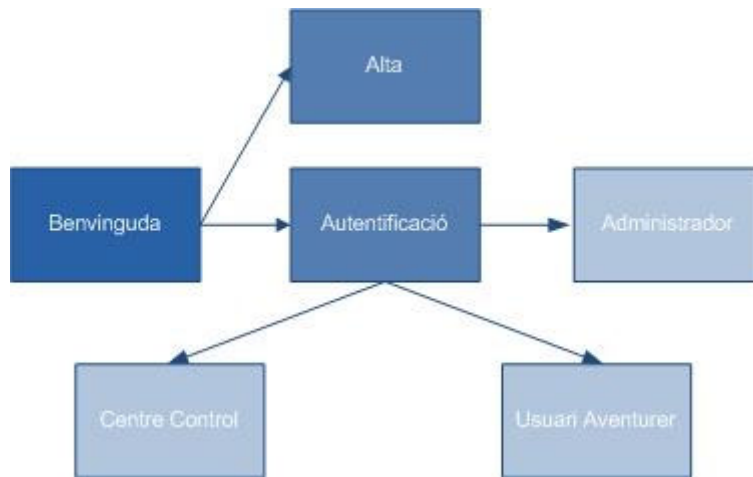 Alta
Benvinguda
Autentificació
Administrador
Centre Control
Usuari Aventurer